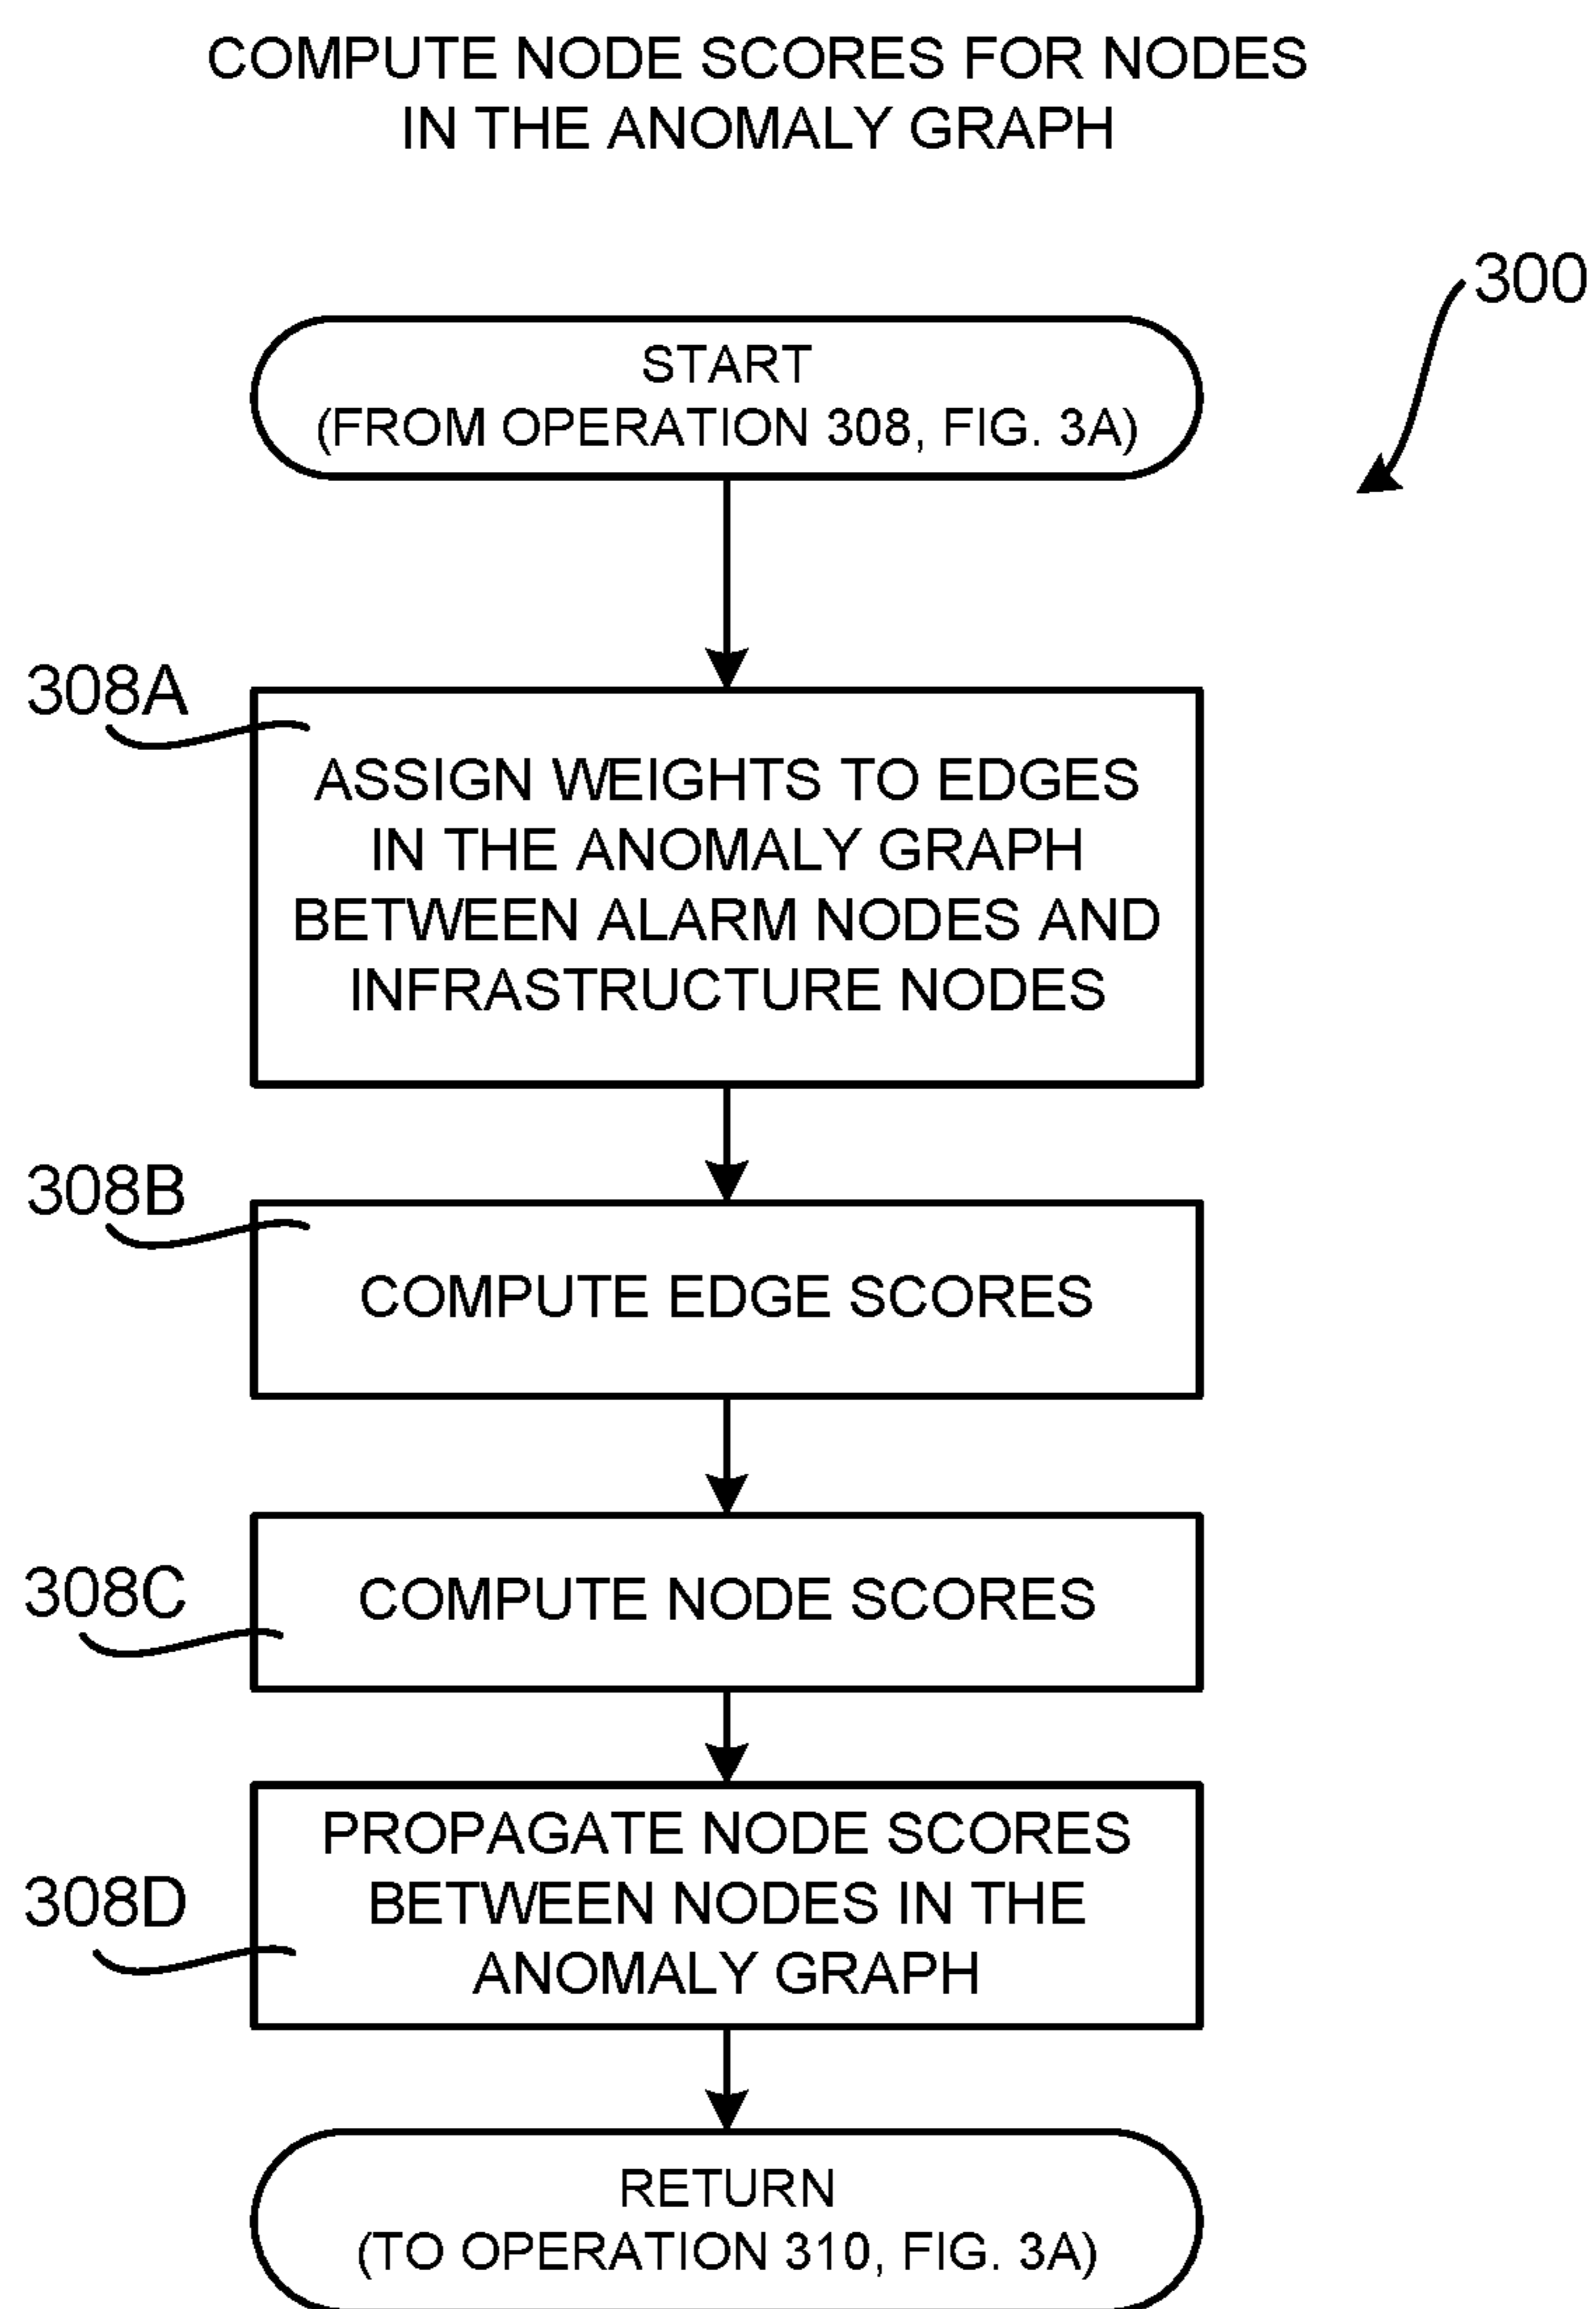 COMPUTE NODE SCORES FOR NODES
IN THE ANOMALY GRAPH
300
START
(FROM OPERATION 308, FIG. 3A)
308A
ASSIGN WEIGHTS TO EDGES
IN THE ANOMALY GRAPH
BETWEEN ALARM NODES AND
INFRASTRUCTURE NODES
308B
COMPUTE EDGE SCORES
308C
COMPUTE NODE SCORES
308D
PROPAGATE NODE SCORES
BETWEEN NODES IN THE
ANOMALY GRAPH
RETURN
(TO OPERATION 310, FIG. 3A)